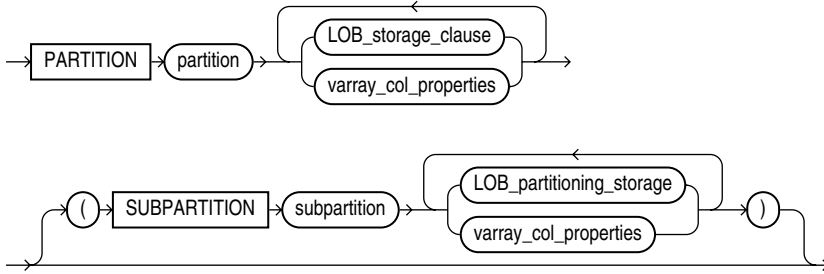 LOB_storage_clause
PARTITION partition
varray_col_properties
LOB_partitioning_storage
( SUBPARTITION subpartition )
varray_col_properties